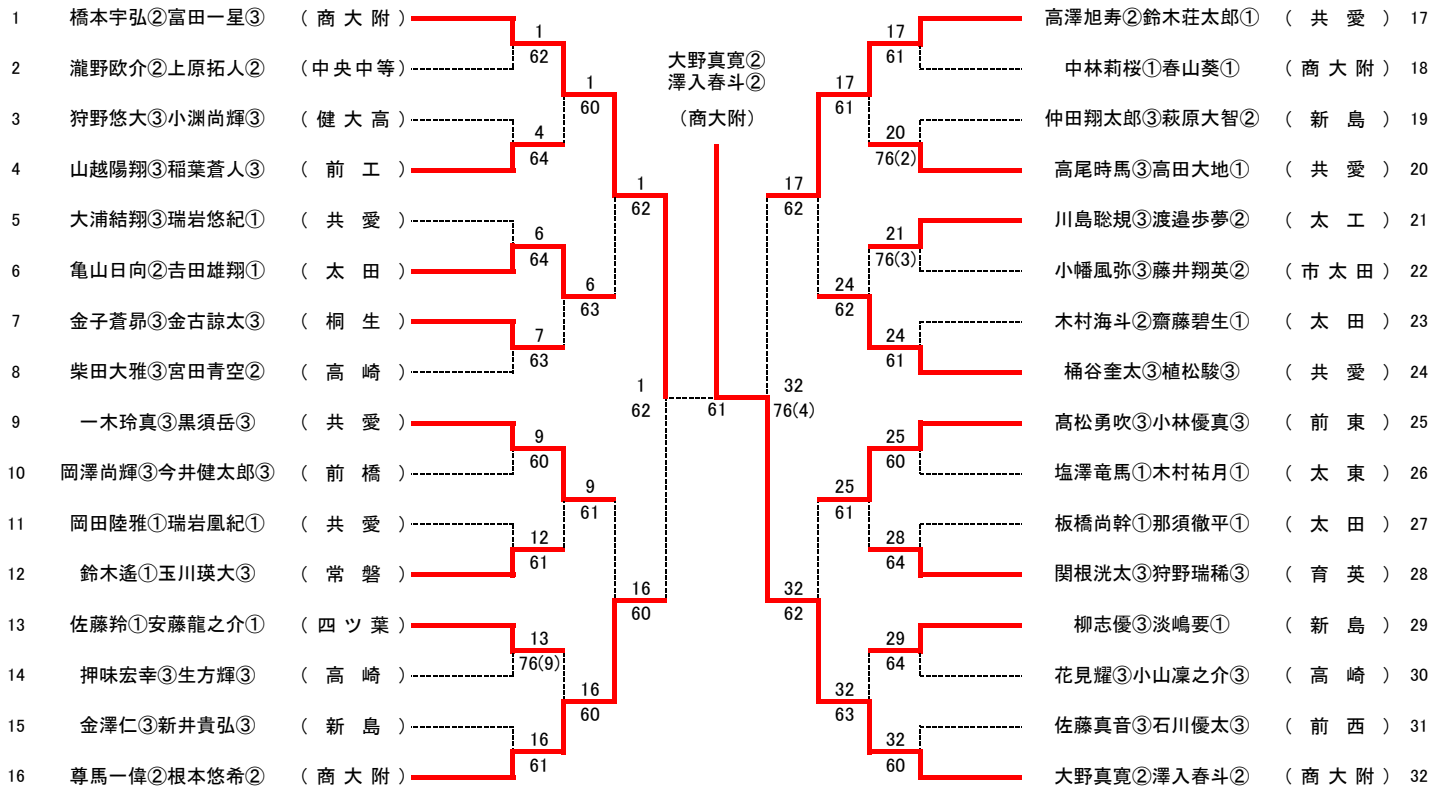 1 橋本宇弘②富田一星③ (商大附)
2 瀧野欧介②上原拓人② (中央中等)
3 狩野悠大③小渊尚輝③ (健大高)
4 山越陽翔③稲葉蒼人③ (前工)
5 大浦結翔③瑞岩悠紀① (共愛)
6 亀山日向②𠮷田雄翔① (太田)
7 金子蒼昴③金古諒太③ (桐生)
8 柴田大雅③宮田青空② (高崎)
9 一木玲真③黒須岳③ (共愛)
10 岡澤尚輝③今井健太郎③ (前橋)
11 岡田陸雅①瑞岩凰紀① (共愛)
12 鈴木遙①玉川瑛大③ (常磐)
13 佐藤羚①安藤龍之介① (四ツ葉)
14 押味宏幸③生方輝③ (高崎)
15 金澤仁③新井貴弘③ (新島)
16 尊馬一偉②根本悠希② (商大附)
1
62
4
64
6
64
7
63
9
60
12
61
13
76(9)
16
61
1
60
6
63
9
61
16
60
1
62
16
60
1
62
大野真寛②
澤入春斗②
(商大附)
61
32
76(4)
17
62
32
62
17
61
24
62
25
61
32
63
17
61
20
76(2)
21
76(3)
24
61
25
60
28
64
29
64
32
60
高澤旭寿②鈴木荘太郎① (共愛) 17
中林莉桜①春山葵① (商大附) 18
仲田翔太郎③萩原大智② (新島) 19
高尾時馬③高田大地① (共愛) 20
川島聡規③渡邉歩夢② (太工) 21
小幡風弥③藤井翔英② (市太田) 22
木村海斗②齋藤碧生① (太田) 23
桶谷奎太③植松駿③ (共愛) 24
髙松勇吹③小林優真③ (前東) 25
塩澤竜馬①木村祐月① (太東) 26
板橋尚幹①那須徹平① (太田) 27
関根洸太③狩野瑞稀③ (育英) 28
柳志優③淡嶋要① (新島) 29
花見耀③小山凜之介③ (高崎) 30
佐藤真音③石川優太③ (前西) 31
大野真寛②澤入春斗② (商大附) 32